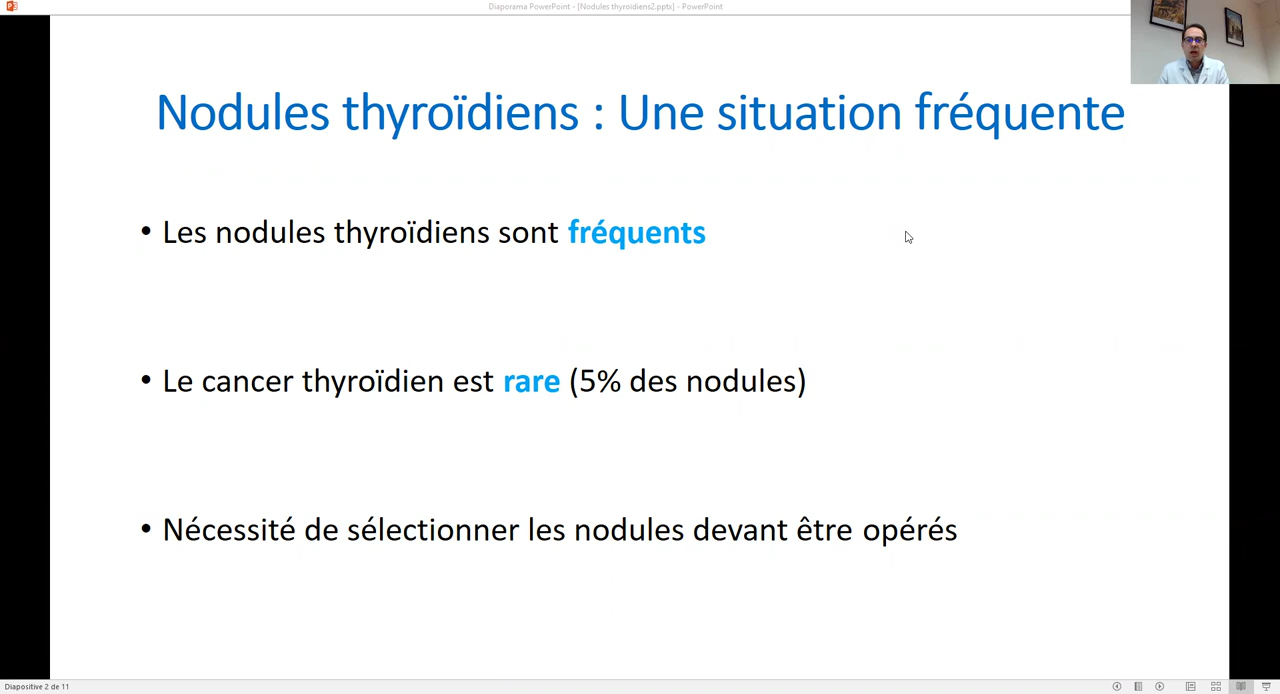 Diaporama PowerPoint - [Nodules thyroidiens2.pptx] - PowerPoint
Nodules thyroïdiens : Une situation fréquente
• Les nodules thyroïdiens sont fréquents
• Le cancer thyroïdien est rare (5% des nodules)
• Nécessité de sélectionner les nodules devant être opérés
Diapositive 2 de 11